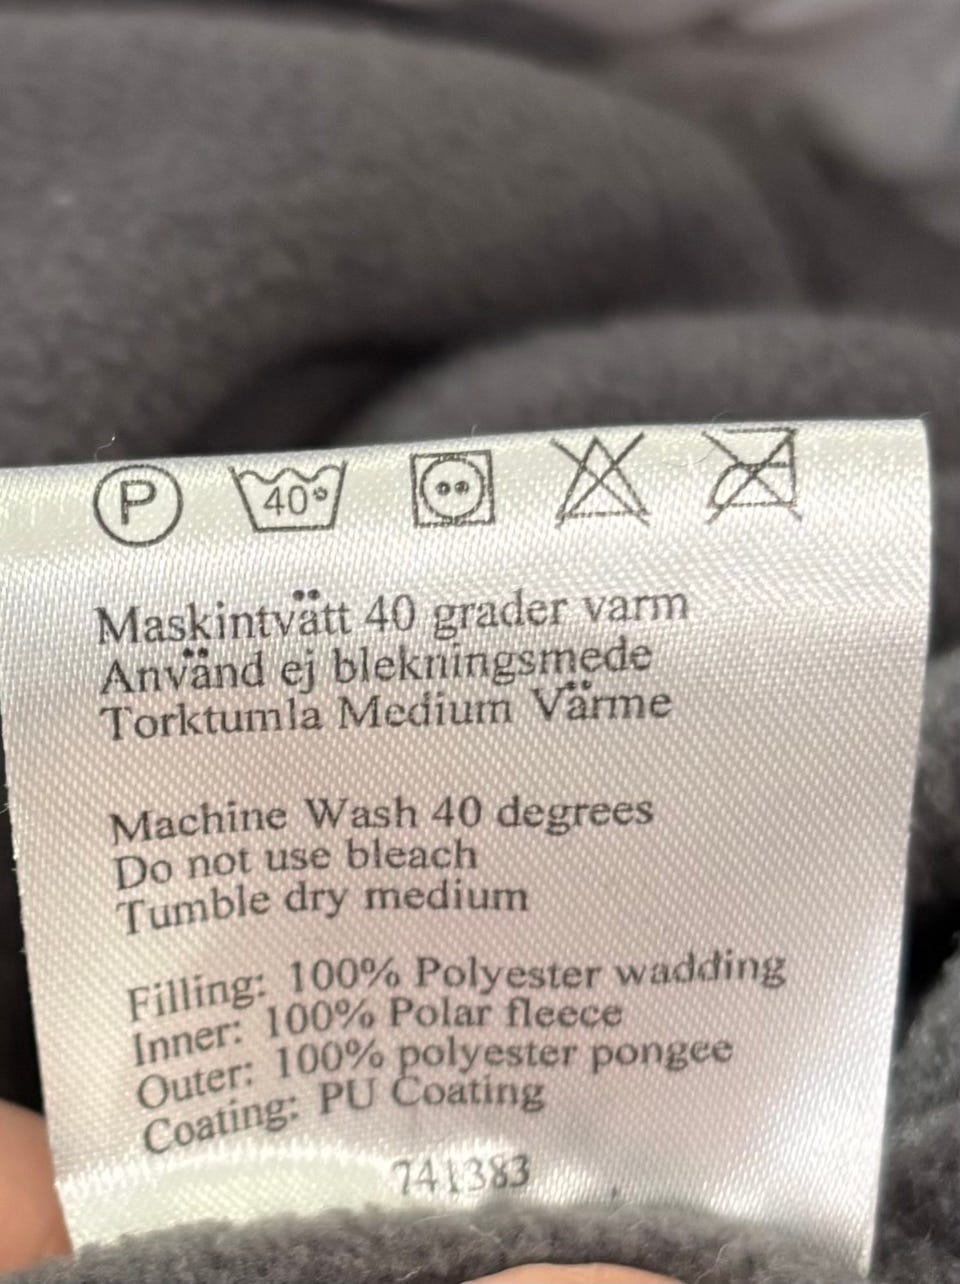 P 40°
Maskintvätt 40 grader varm
Använd ej blekningsmede
Torktumla Medium Värme
Machine Wash 40 degrees
Do not use bleach
Tumble dry medium
Filling: 100% Polyester wadding
Inner: 100% Polar fleece
Outer: 100% polyester pongee
Coating: PU Coating
741383